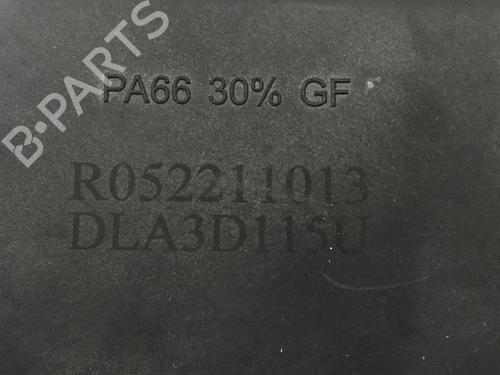 B-PARTS
PA66 30% GF
R052211013
DLA3D115U